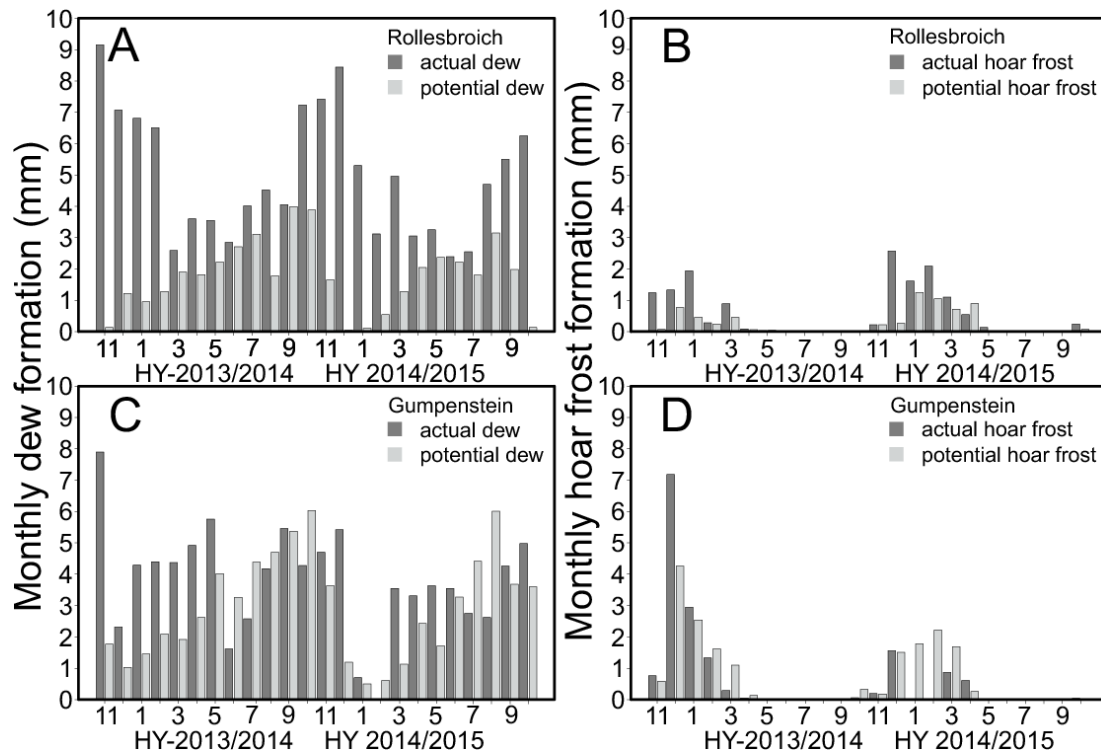 Monthly dew formation (mm)
A
Rollesbroich
actual dew
potential dew
10
9
8
7
6
5
4
3
2
1
0
11 1 3 5 7 9 11 1 3 5 7 9
HY-2013/2014 HY 2014/2015
Monthly hoar frost formation (mm)
B
Rollesbroich
actual hoar frost
potential hoar frost
10
9
8
7
6
5
4
3
2
1
0
11 1 3 5 7 9 11 1 3 5 7 9
HY-2013/2014 HY 2014/2015
C
Gumpenstein
actual dew
potential dew
10
9
8
7
6
5
4
3
2
1
0
11 1 3 5 7 9 11 1 3 5 7 9
HY-2013/2014 HY 2014/2015
D
Gumpenstein
actual hoar frost
potential hoar frost
10
9
8
7
6
5
4
3
2
1
0
11 1 3 5 7 9 11 1 3 5 7 9
HY-2013/2014 HY 2014/2015